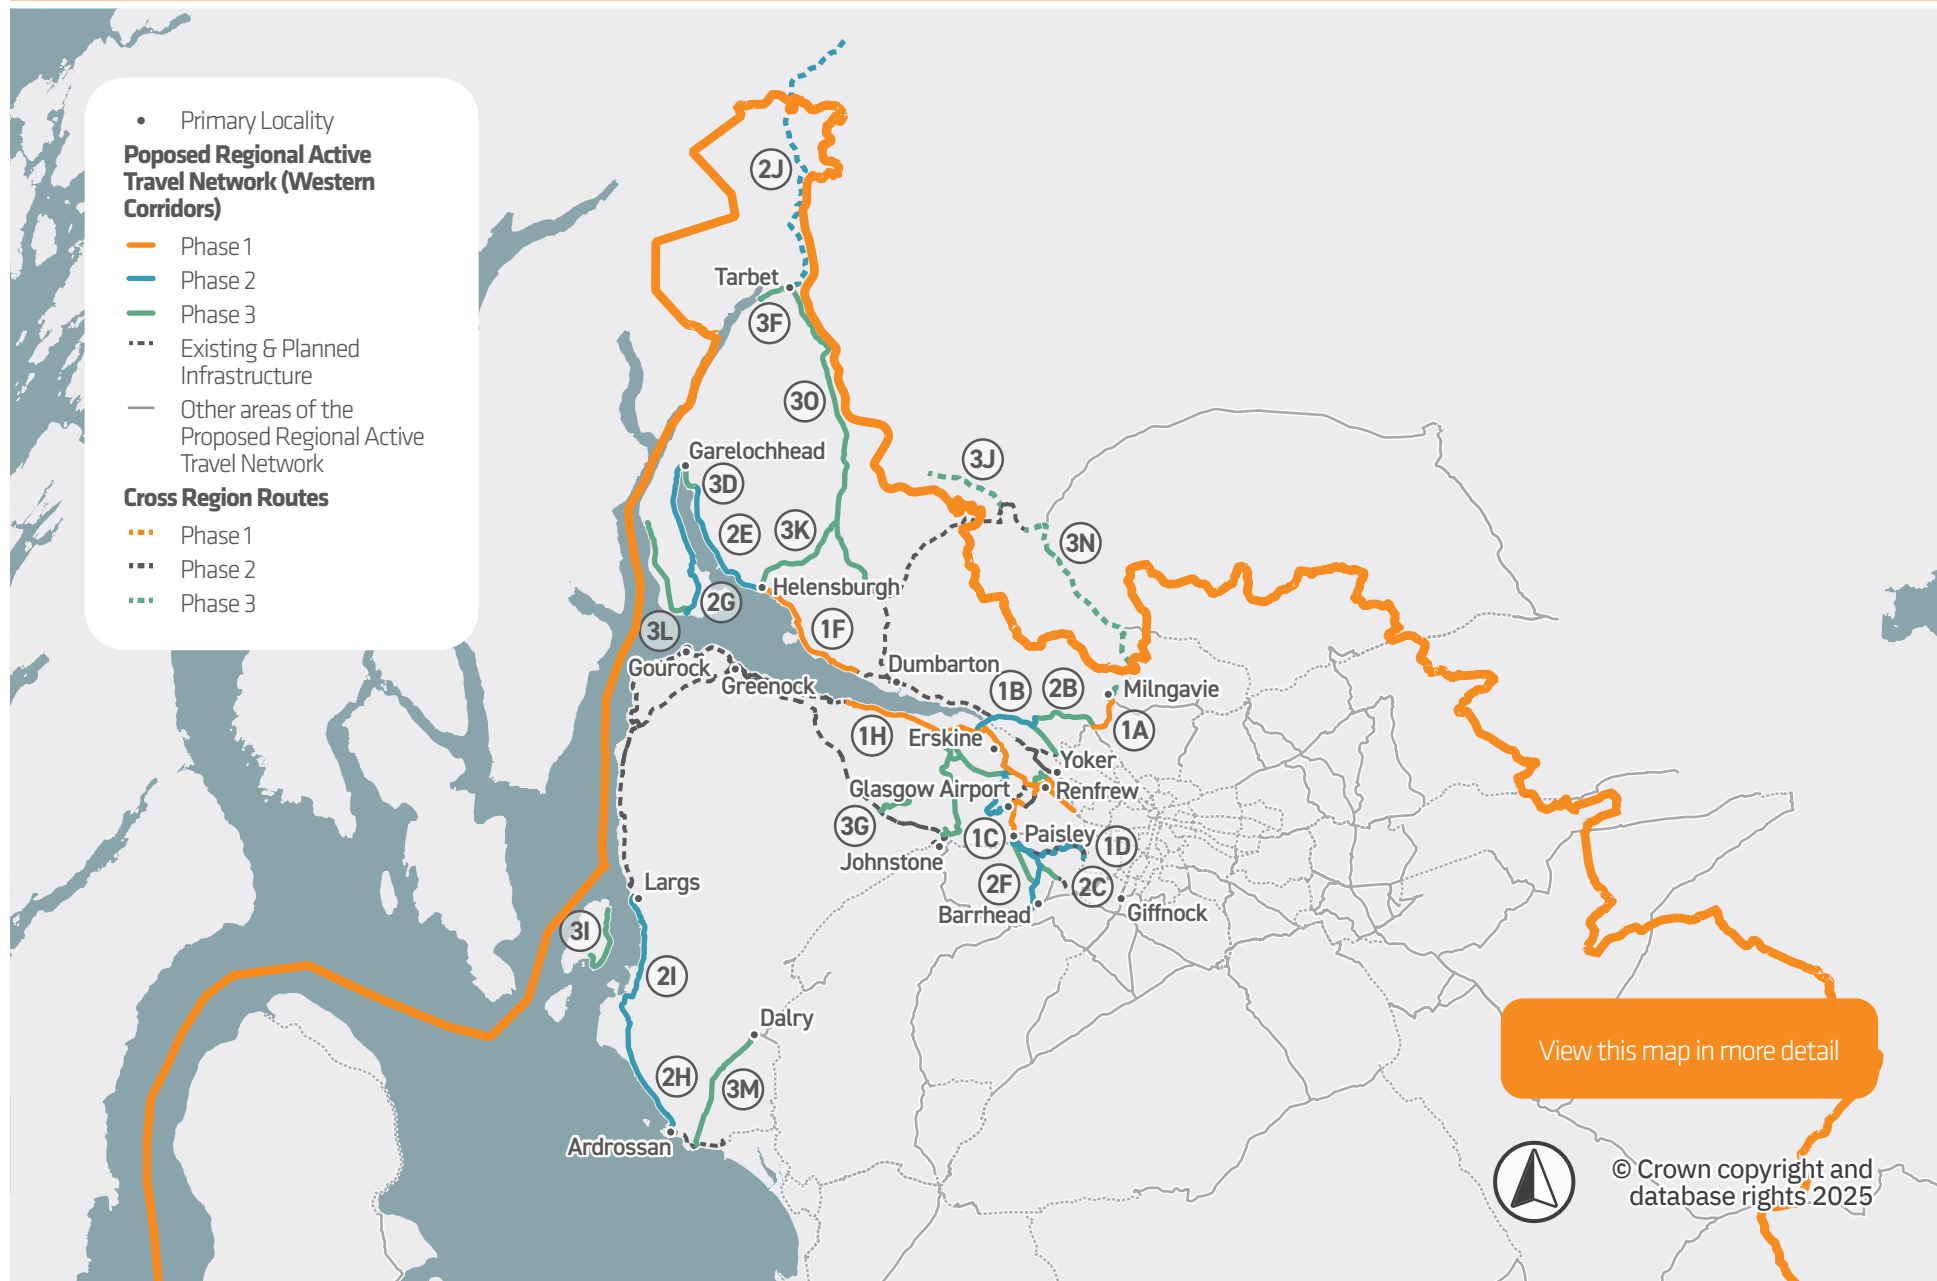 Primary Locality
Poposed Regional Active
Travel Network (Western
Corridors)
Phase 1
Phase 2
Phase 3
Existing & Planned
Infrastructure
Other areas of the
Proposed Regional Active
Travel Network
Cross Region Routes
Phase 1
Phase 2
Phase 3
2J
Tarbet
3F
3O
Garelochhead
3D
3J
2E
3K
3N
Helensburgh
2G
3L
1F
Gourock
Dumbarton
Greenock
1B
2B
Milngavie
1H
Erskine
1A
Yoker
Glasgow Airport
Renfrew
3G
1C
Paisley
1D
Johnstone
2F
2C
Largs
Barrhead
Giffnock
3I
2I
Dalry
2H
3M
Ardrossan
View this map in more detail
© Crown copyright and
database rights 2025